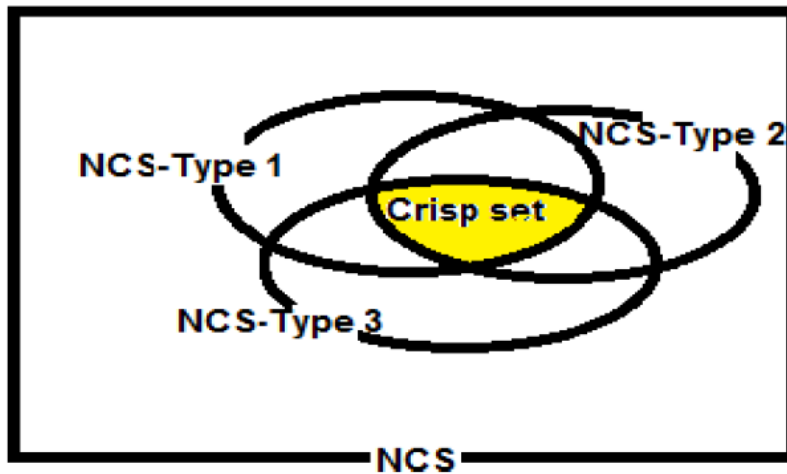 NCS-Type 2
NCS-Type 1
Crisp set
NCS-Type 3
NCS